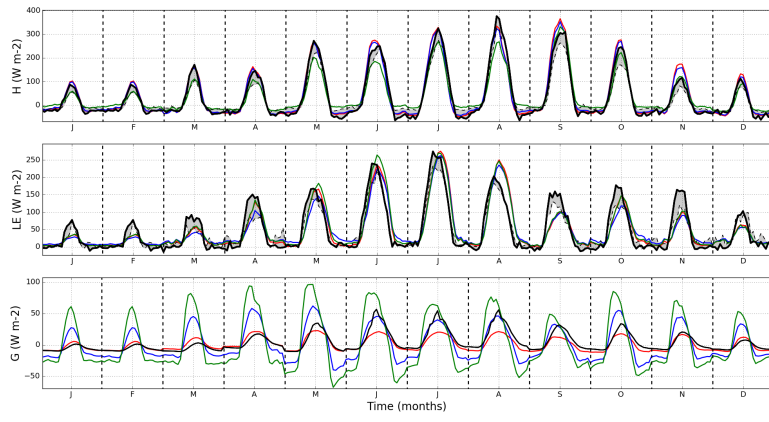 H (W m-2)
400
300
200
100
0
J F M A M J J A S O N D
LE (W m-2)
250
200
150
100
50
0
J F M A M J J A S O N D
G (W m-2)
100
50
0
−50
J F M A M J J A S O N D
Time (months)